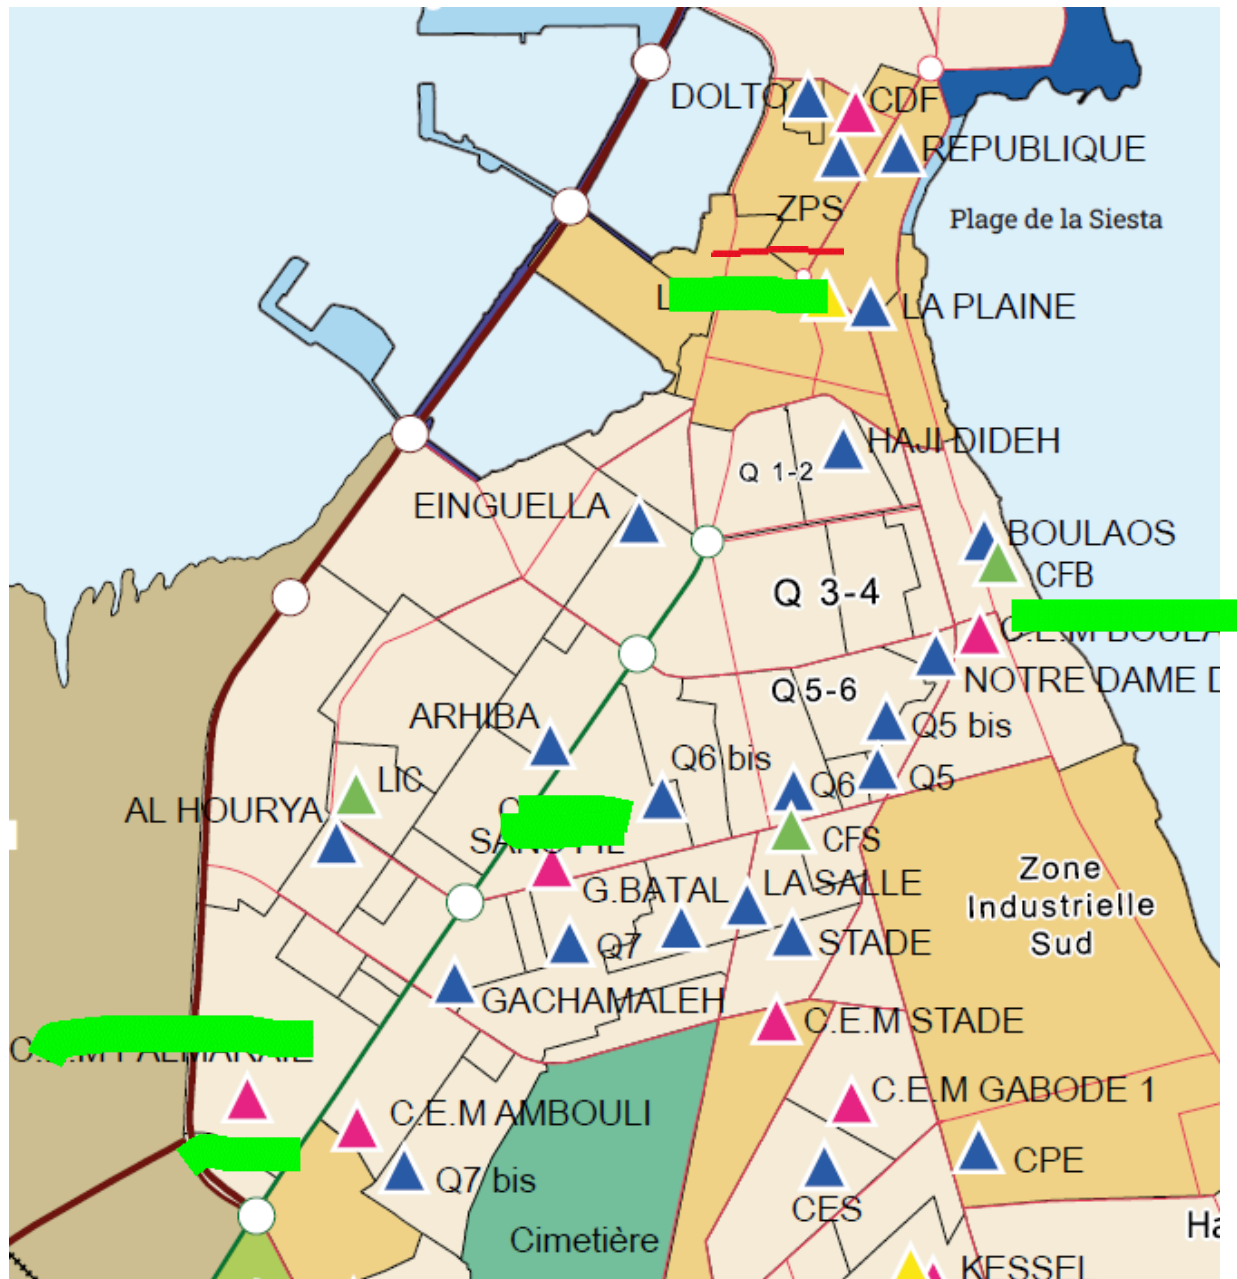 DOLTO
CDF
REPUBLIQUE
ZPS
Plage de la Siesta
LA PLAINE
HAJI DIDEH
Q 1-2
EINGUELLA
BOULAOS
CFB
Q 3-4
C.E.M
NOTRE DAME D
Q 5-6
ARHIBA
Q5 bis
Q6 bis
LIC
Q6
Q5
AL HOURYA
CFS
Zone
Industrielle
Sud
G.BATAL
LA SALLE
Q7
STADE
GACHAMALEH
C.E.M STADE
C.E.M GABODE 1
C.E.M AMBOULI
CPE
Q7 bis
CES
Cimetière
Ha
KESSEL